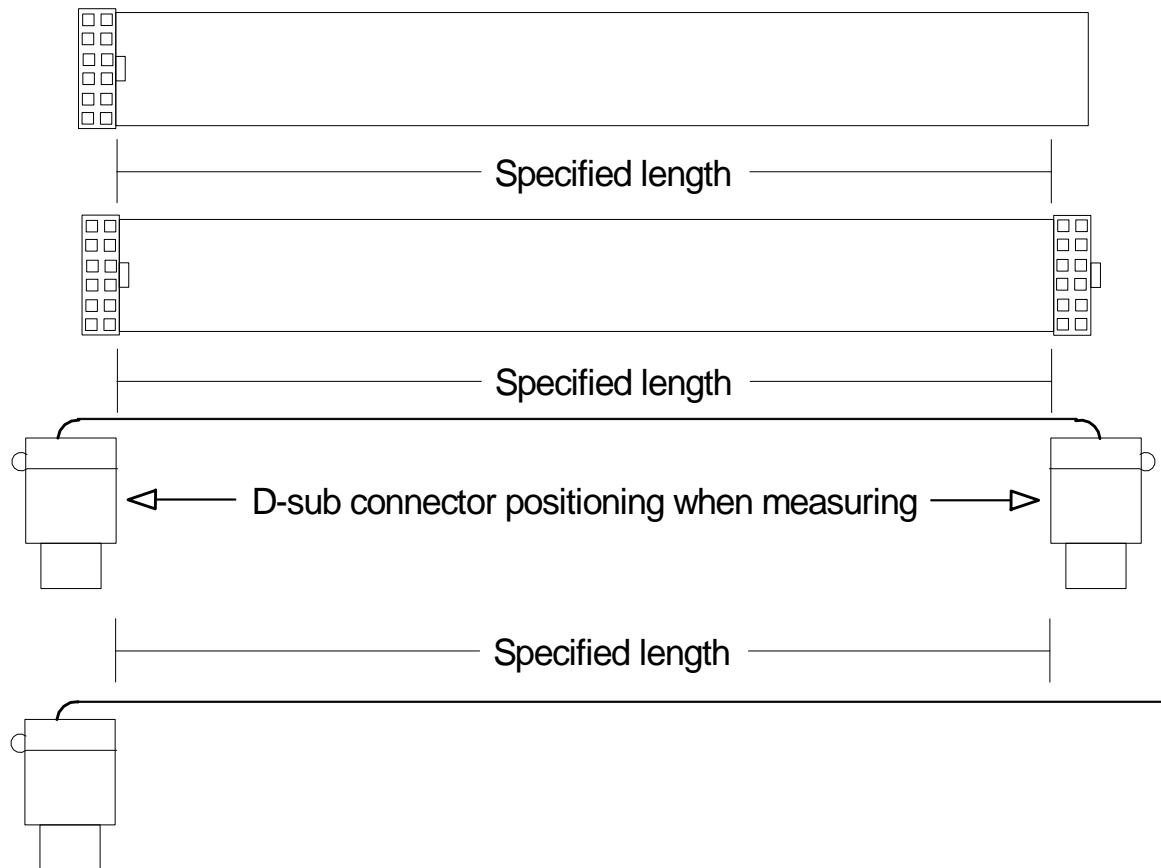 Specified length
Specified length
D-sub connector positioning when measuring
Specified length